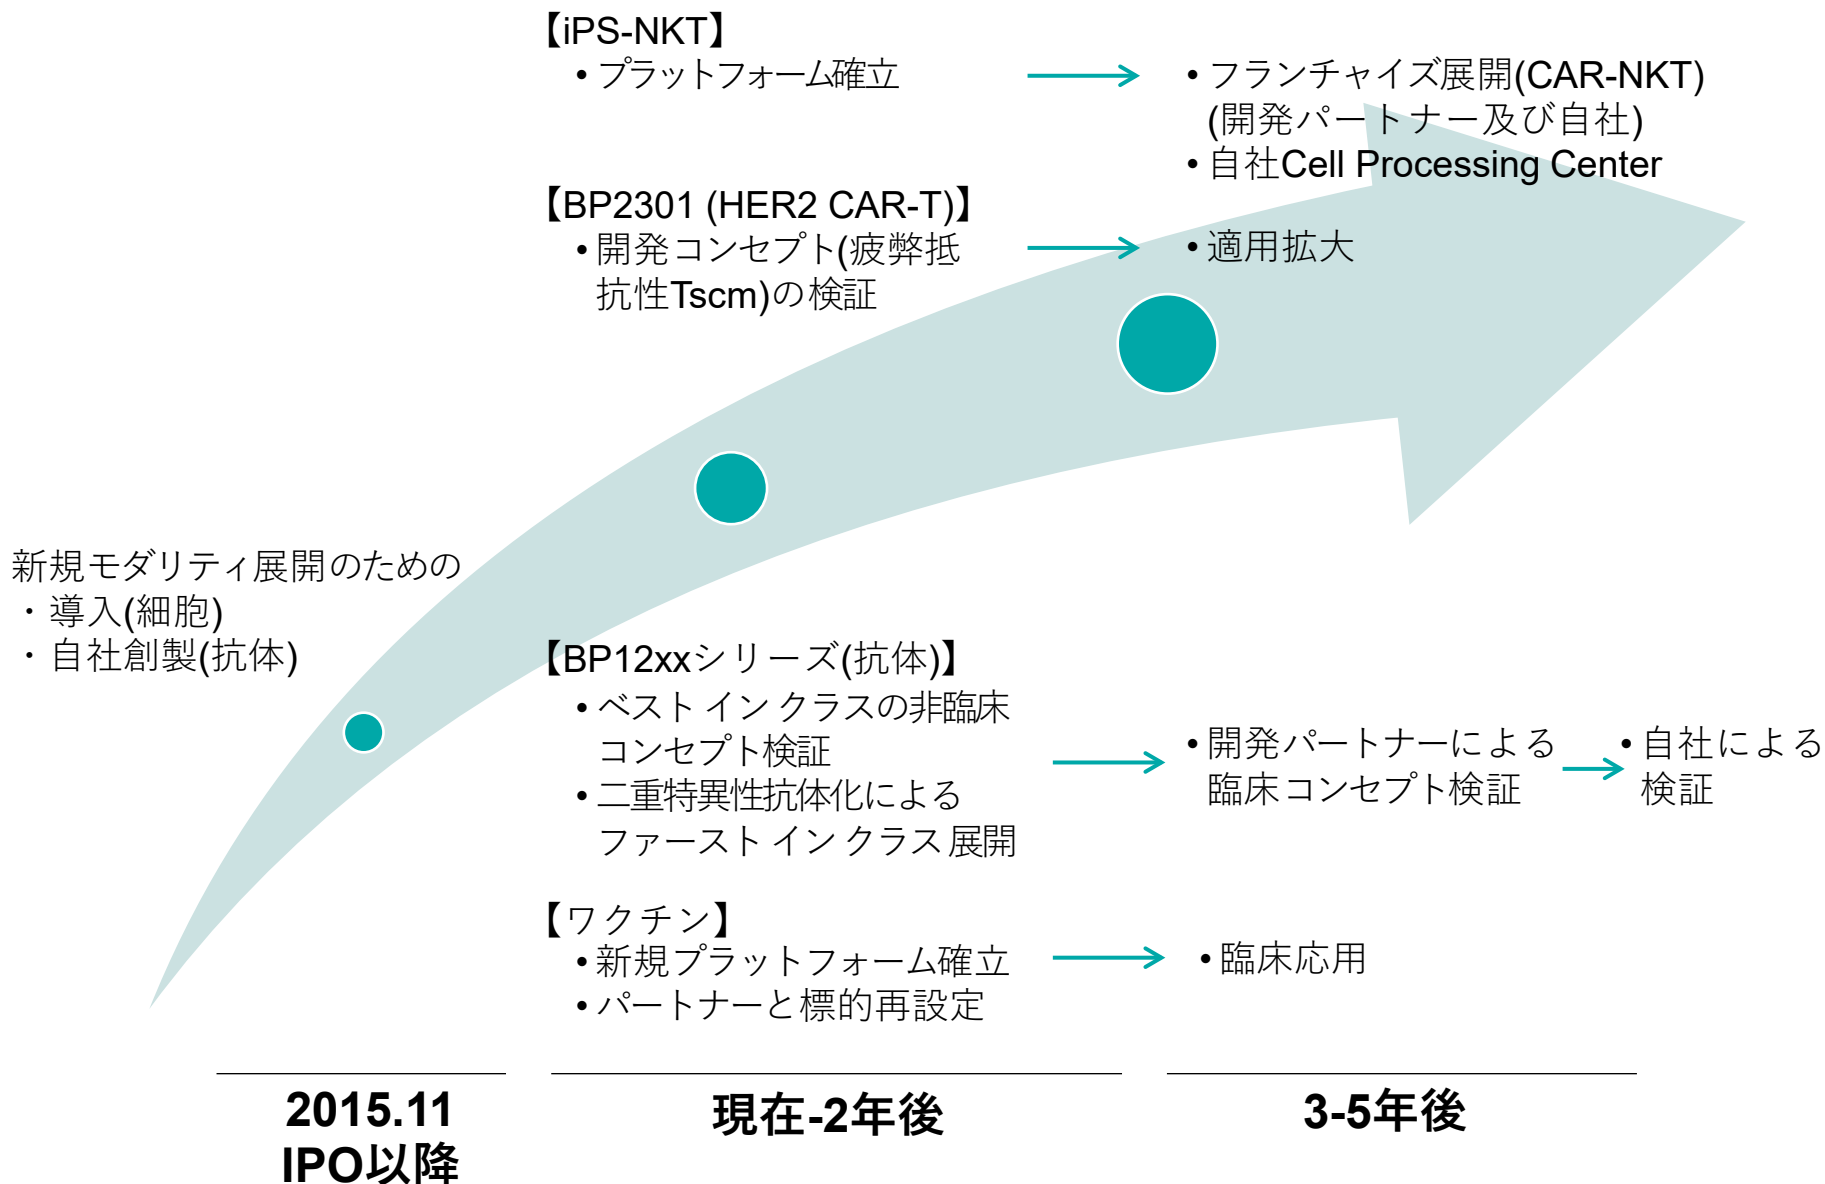 【iPS-NKT】
• プラットフォーム確立
• フランチャイズ展開(CAR-NKT)
(開発パートナー及び自社)
• 自社Cell Processing Center
【BP2301 (HER2 CAR-T)】
• 開発コンセプト(疲弊抵
抗性Tscm)の検証
• 適用拡大
新規モダリティ展開のための
・導入(細胞)
・自社創製(抗体)
【BP12xxシリーズ(抗体)】
• ベスト イン クラスの非臨床
コンセプト検証
• 二重特異性抗体化による
ファースト イン クラス 展開
• 開発パートナーによる
臨床コンセプト検証
• 自社による
検証
【ワクチン】
• 新規プラットフォーム確立
• パートナーと標的再設定
• 臨床応用
2015.11
IPO以降
現在-2年後
3-5年後